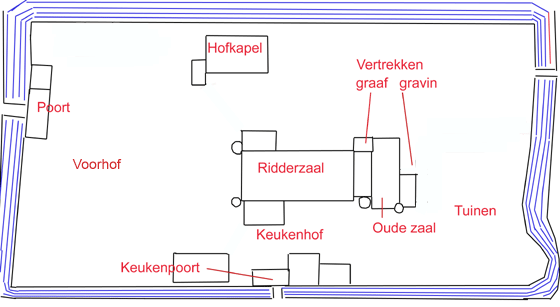 Hofkapel
Vertrekken
graaf gravin
Poort
Voorhof
Ridderzaal
Tuinen
Oude zaal
Keukenhof
Keukenpoort